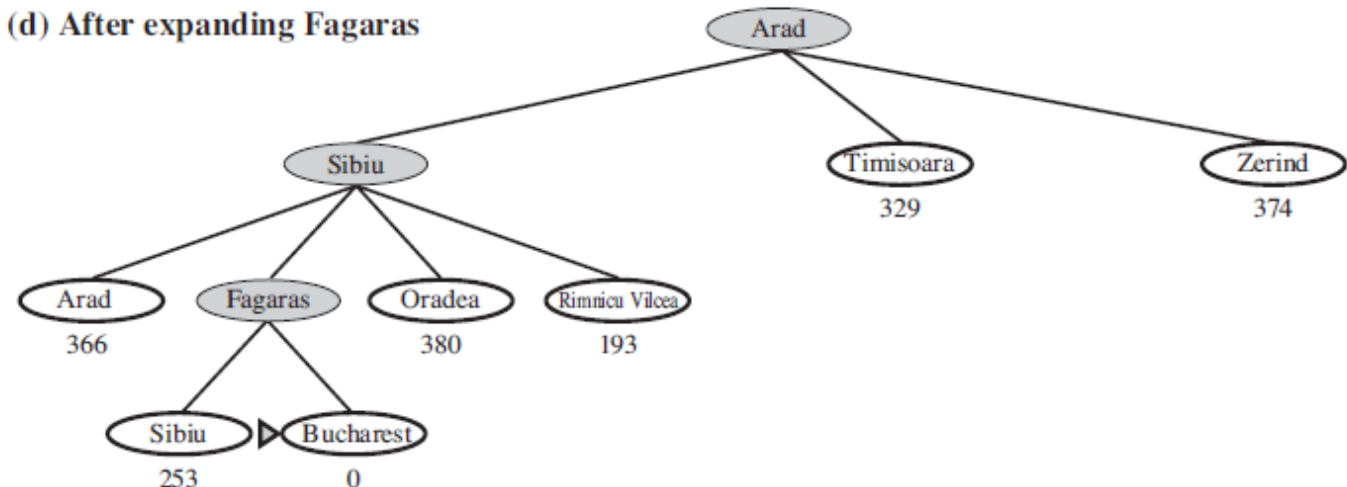 (d) After expanding Fagaras
Arad
Sibiu
Timisoara
Zerind
329
374
Arad
Fagaras
Oradea
Rimnicu Vilcea
366
380
193
Sibiu
Bucharest
253
0